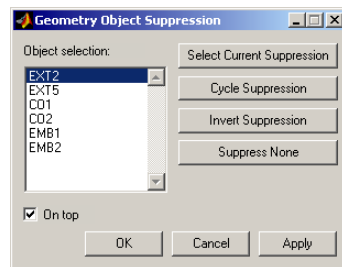 Geometry Object Suppression
Object selection:
EXT2
EXT5
CO1
CO2
EMB1
EMB2
Select Current Suppression
Cycle Suppression
Invert Suppression
Suppress None
On top
OK
Cancel
Apply